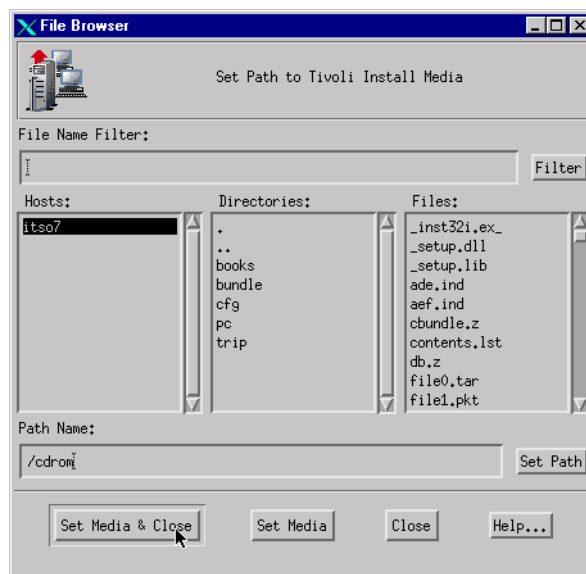 File Browser
Set Path to Tivoli Install Media
File Name Filter:
Filter
Hosts:
itso7
Directories:
.
..
books
bundle
cfg
pc
trip
Files:
_inst32i.ex_
_setup.dll
_setup.lib
ade.ind
aef.ind
cbundle.z
contents.lst
db.z
file0.tar
file1.pkt
Path Name:
/cdrom
Set Path
Set Media & Close
Set Media
Close
Help...